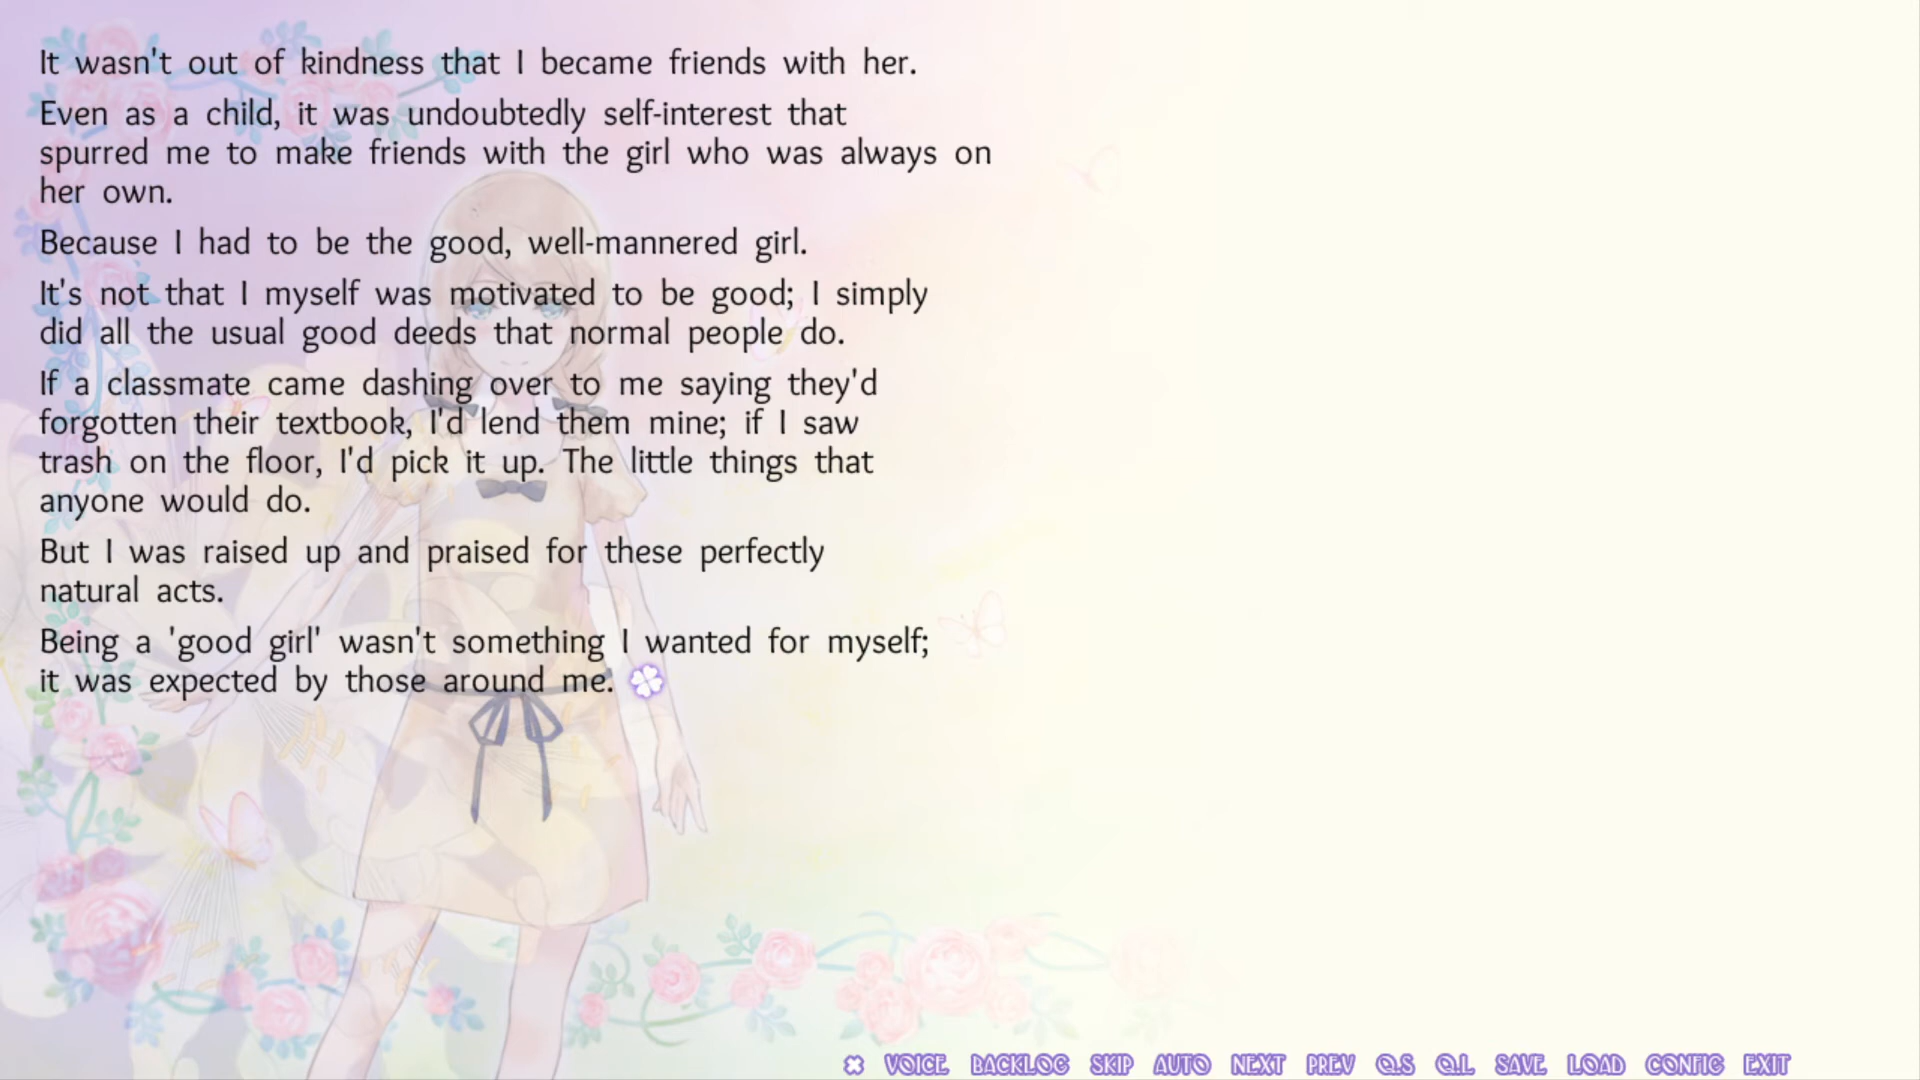 It wasn't out of kindness that I became friends with her.
Even as a child, it was undoubtedly self-interest that
spurred me to make friends with the girl who was always on
her own.
Because I had to be the good, well-mannered girl.
It's not that I myself was motivated to be good; I simply
did all the usual good deeds that normal people do.
If a classmate came dashing over to me saying they'd
forgotten their textbook, I'd lend them mine; if I saw
trash on the floor, I'd pick it up. The little things that
anyone would do.
But I was raised up and praised for these perfectly
natural acts.
Being a 'good girl' wasn't something I wanted for myself;
it was expected by those around me.
VOICE BACKLOG SKIP AUTO NEXT PREV Q.S Q.L SAVE LOAD CONFIG EXIT